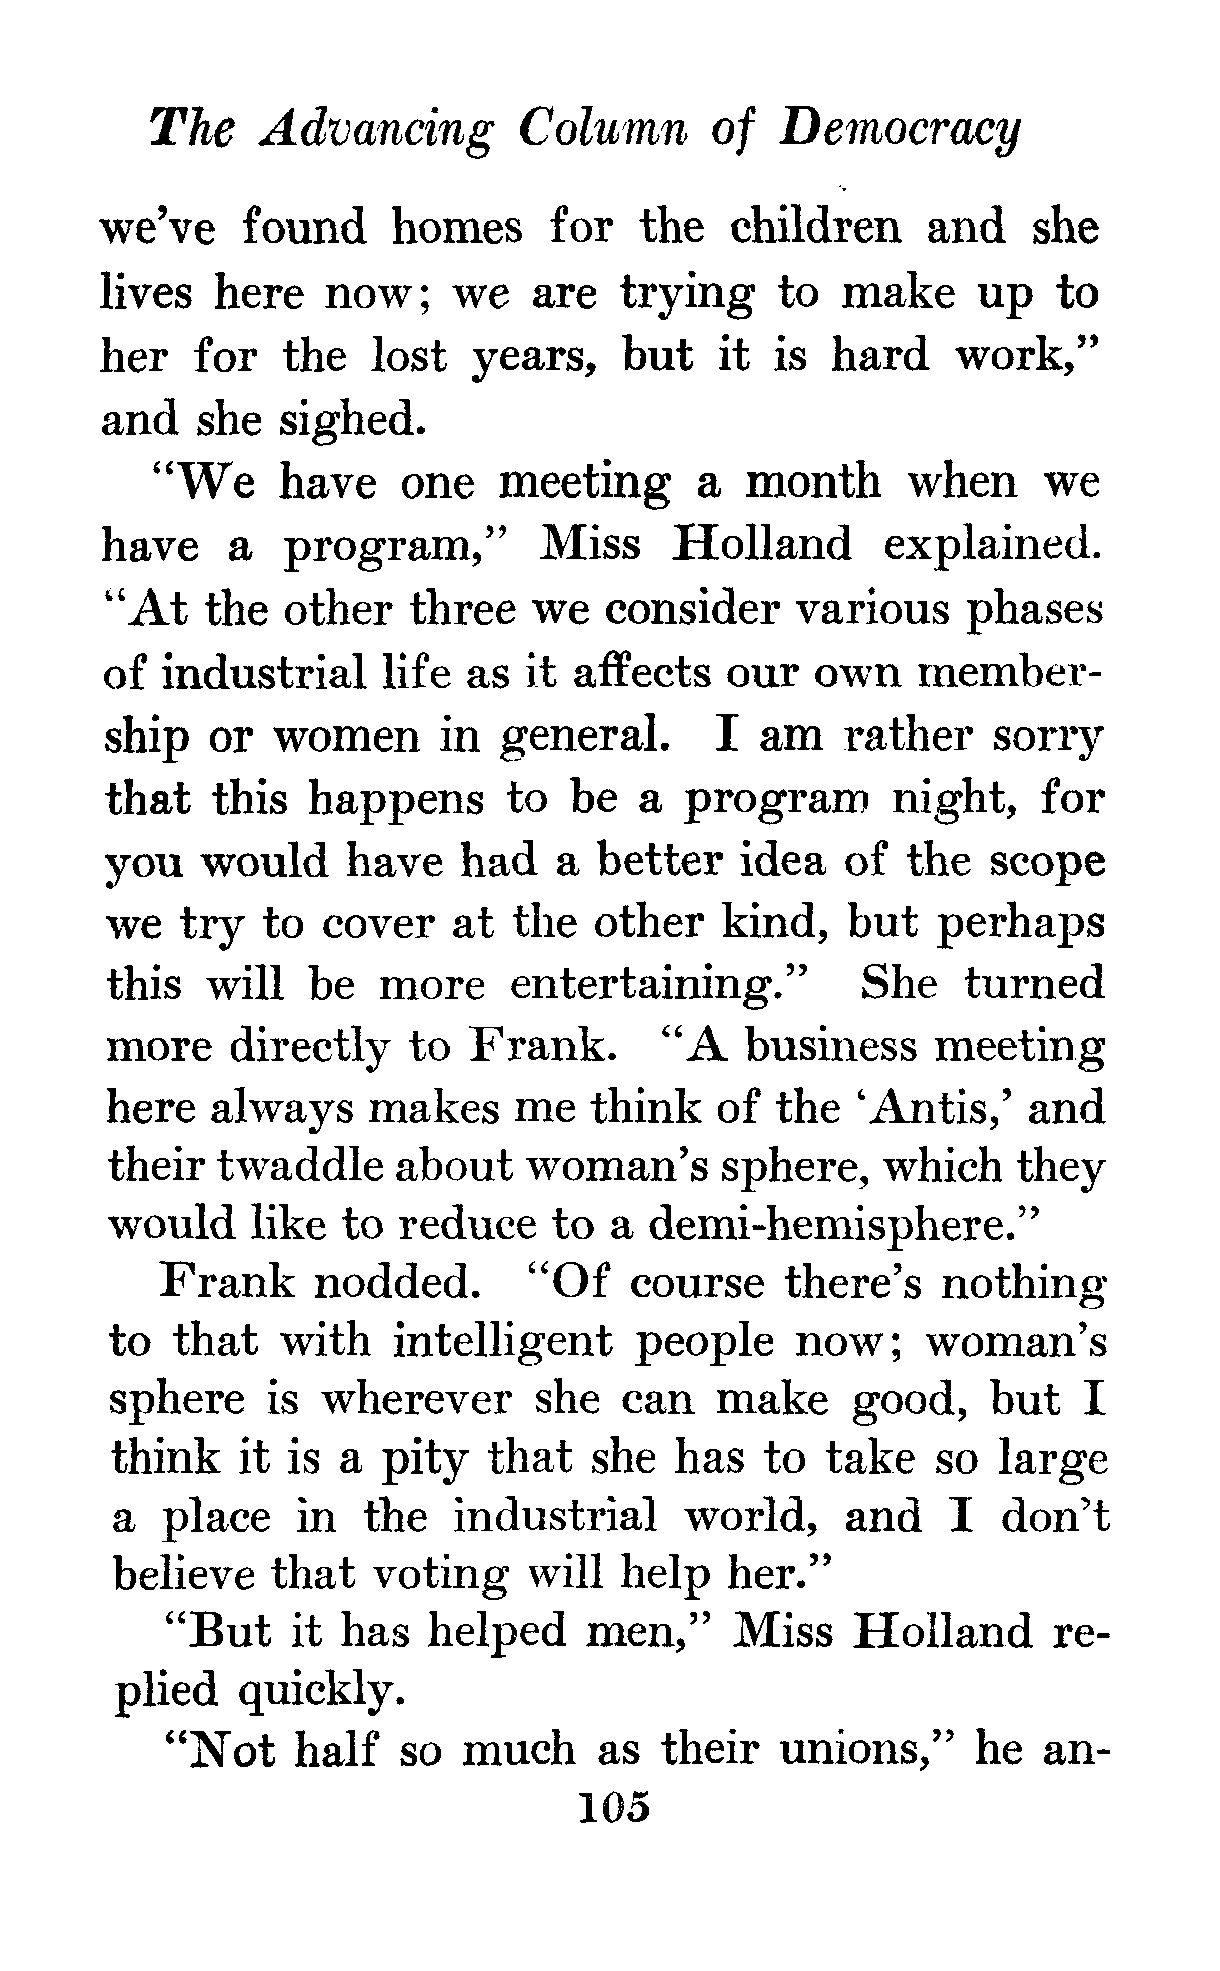 The Advancing Column of Democracy
we've found homes for the children and she
lives here now; we are trying to make up to
her for the lost years, but it is hard work,"
and she sighed.
"We have one meeting a month when we
have a program," Miss Holland explained.
"At the other three we consider various phases
of industrial life as it affects our own member-
ship or women in general. I am rather sorry
that this happens to be a program night, for
you would have had a better idea of the scope
we try to cover at the other kind, but perhaps
this will be more entertaining." She turned
more directly to Frank. "A business meeting
here always makes me think of the 'Antis,' and
their twaddle about woman's sphere, which they
would like to reduce to a demi-hemisphere."
Frank nodded. "Of course there's nothing
to that with intelligent people now; woman's
sphere is wherever she can make good, but I
think it is a pity that she has to take so large
a place in the industrial world, and I don't
believe that voting will help her."
"But it has helped men," Miss Holland re-
plied quickly.
"Not half so much as their unions," he an-
105